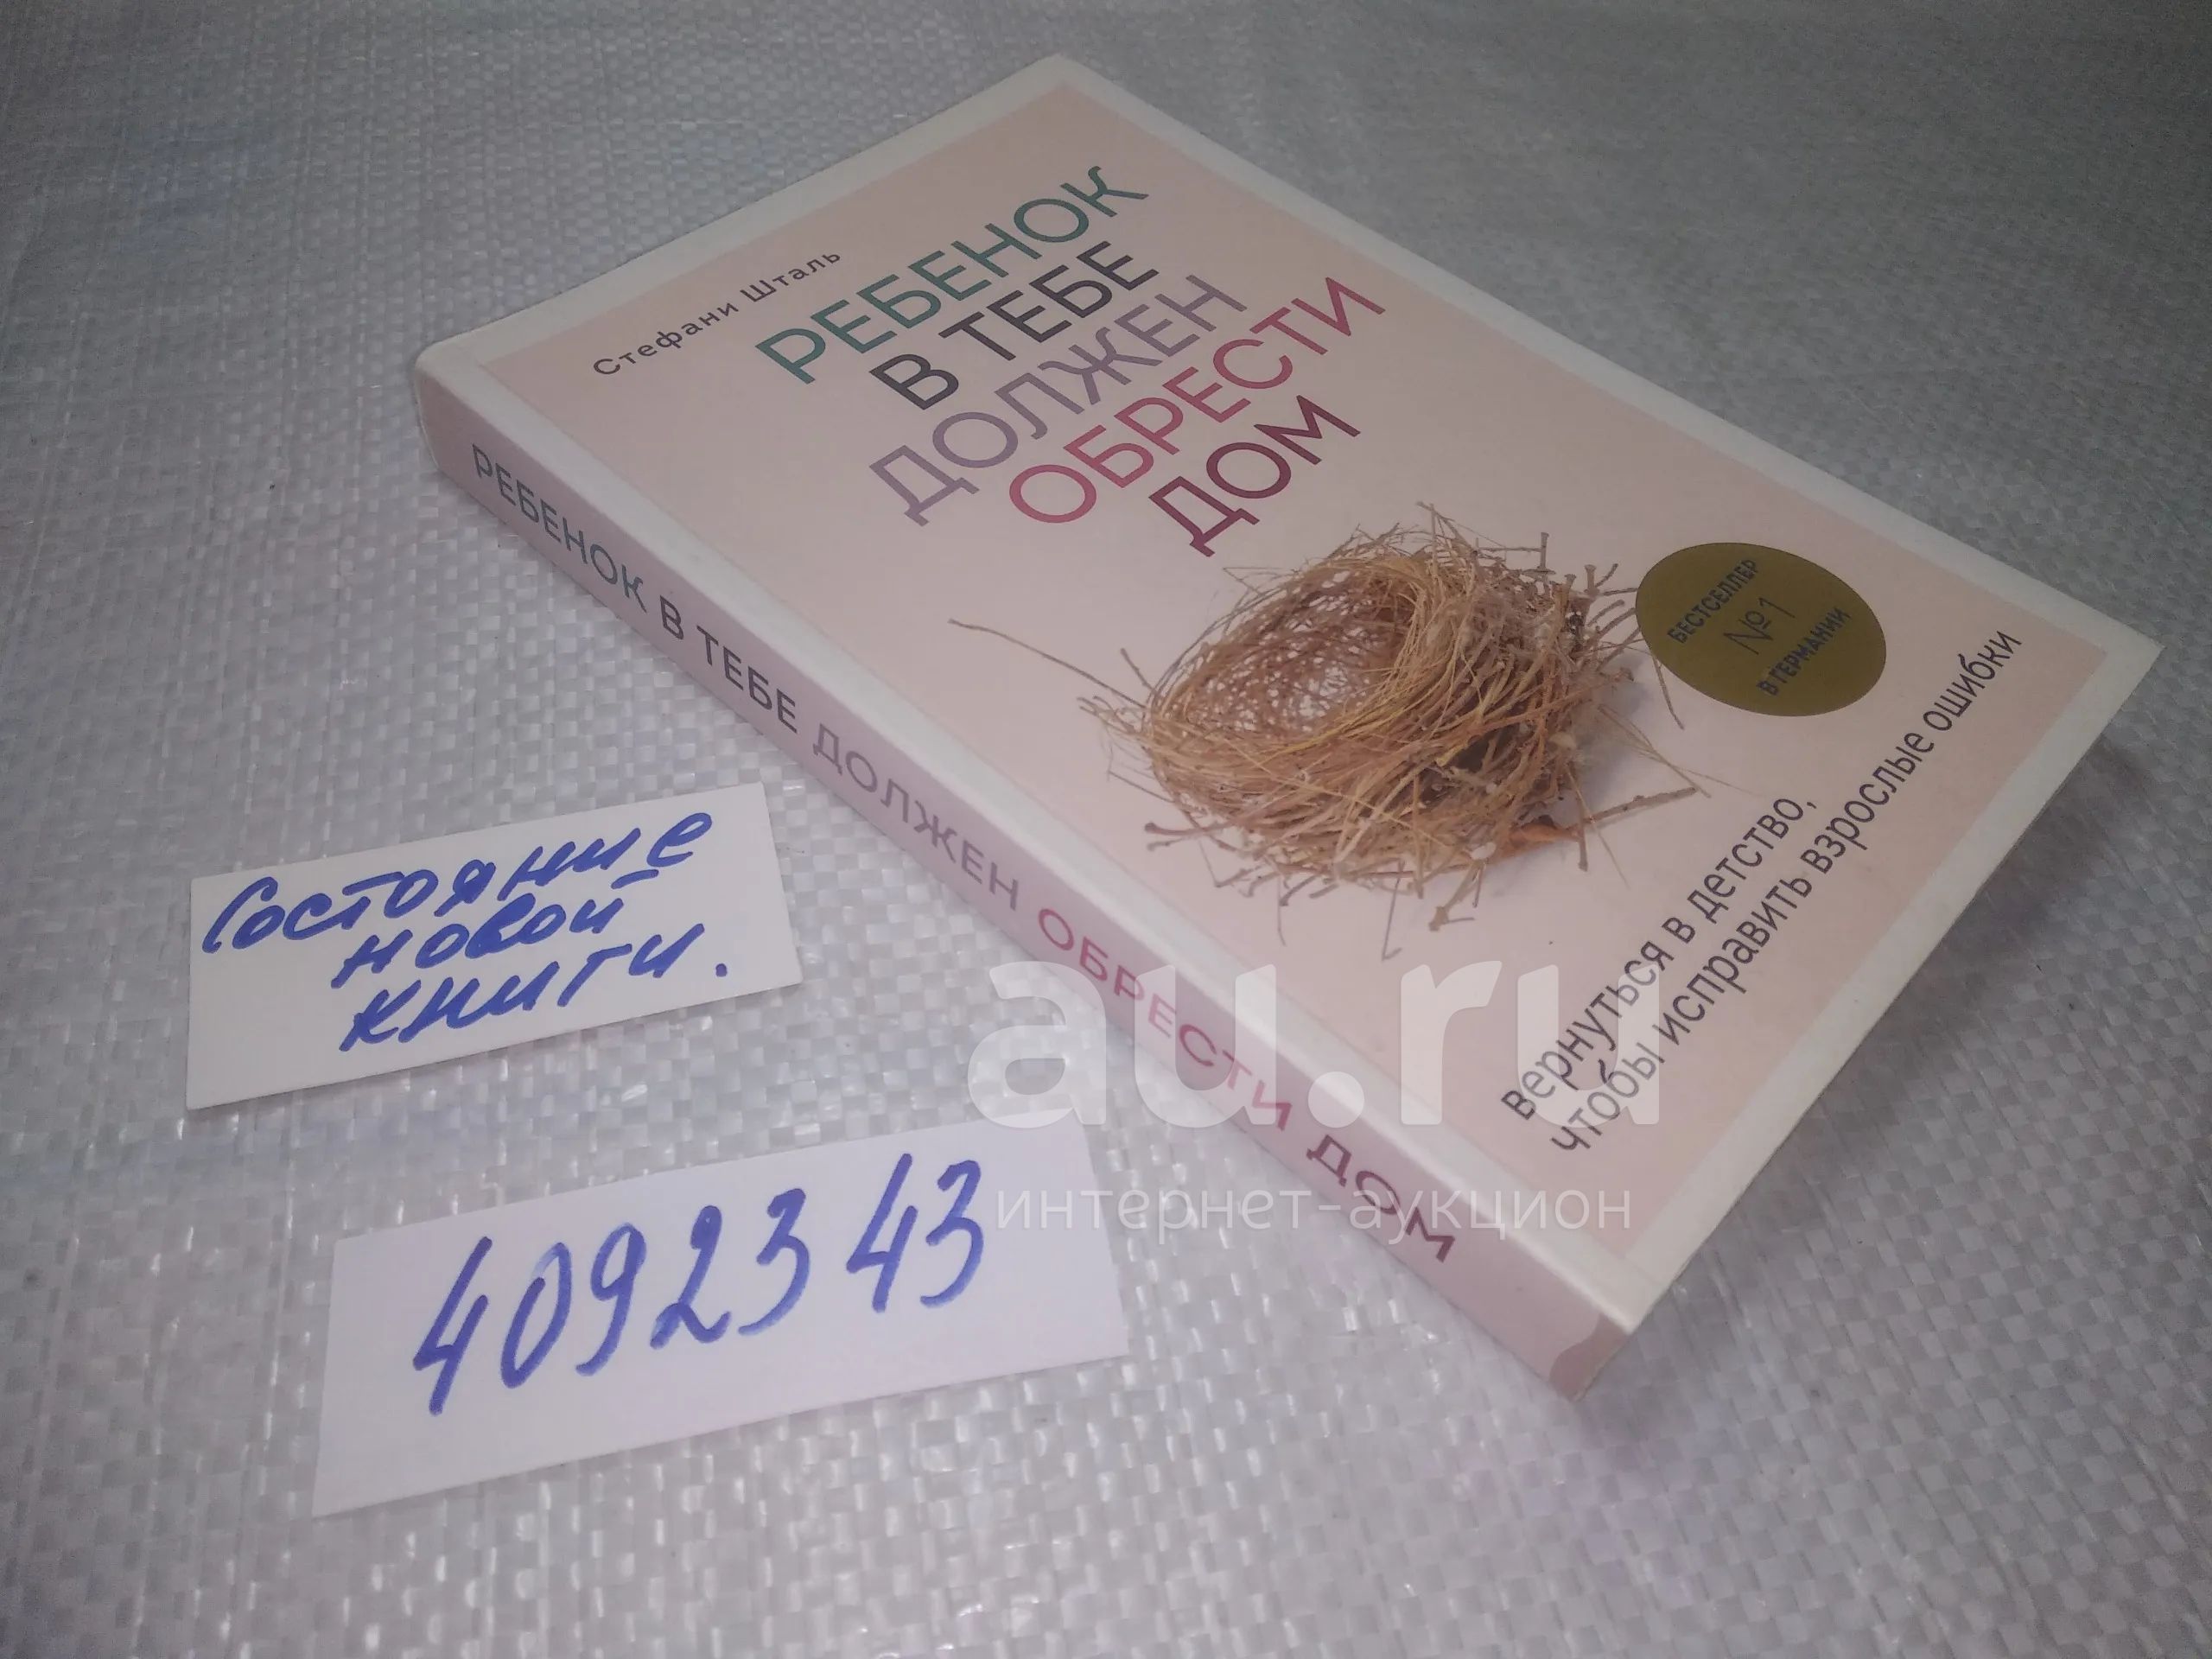 Стефани Шталь
РЕБЕНОК
В ТЕБЕ
ДОЛЖЕН
ОБРЕСТИ
ДОМ
БЕСТСЕЛЛЕР
№1
В ГЕРМАНИИ
вернуться в детство,
чтобы исправить взрослые ошибки
РЕБЕНОК В ТЕБЕ ДОЛЖЕН ОБРЕСТИ ДОМ
Состояние
новой
книги.
4092343
au.ru
интернет-аукцион